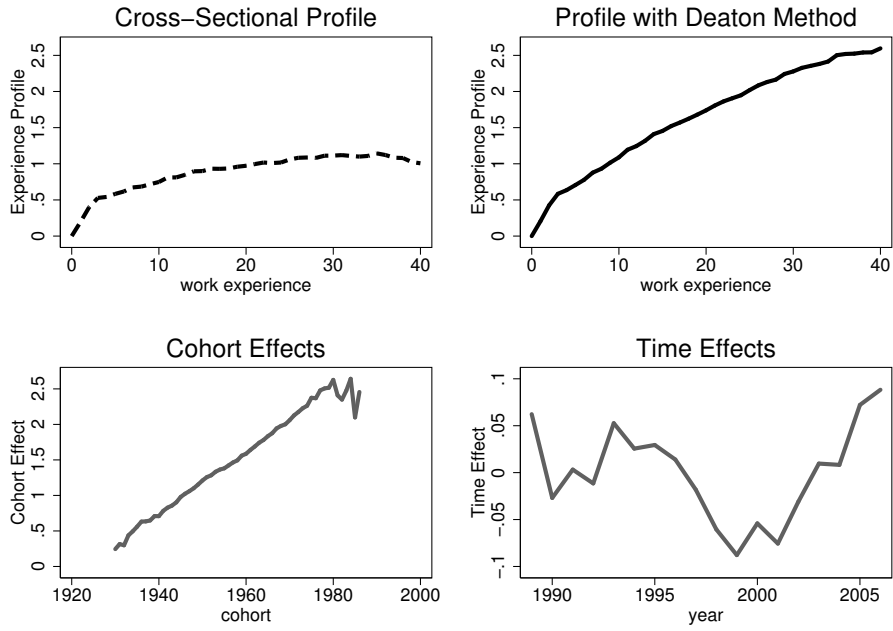 Cross−Sectional Profile
Experience Profile
0 .5 1 1.5 2 2.5
0 10 20 30 40
work experience
Profile with Deaton Method
Experience Profile
0 .5 1 1.5 2 2.5
0 10 20 30 40
work experience
Cohort Effects
Cohort Effect
0 .5 1 1.5 2 2.5
1920 1940 1960 1980 2000
cohort
Time Effects
Time Effect
−.1 −.05 0 .05 .1
1990 1995 2000 2005
year